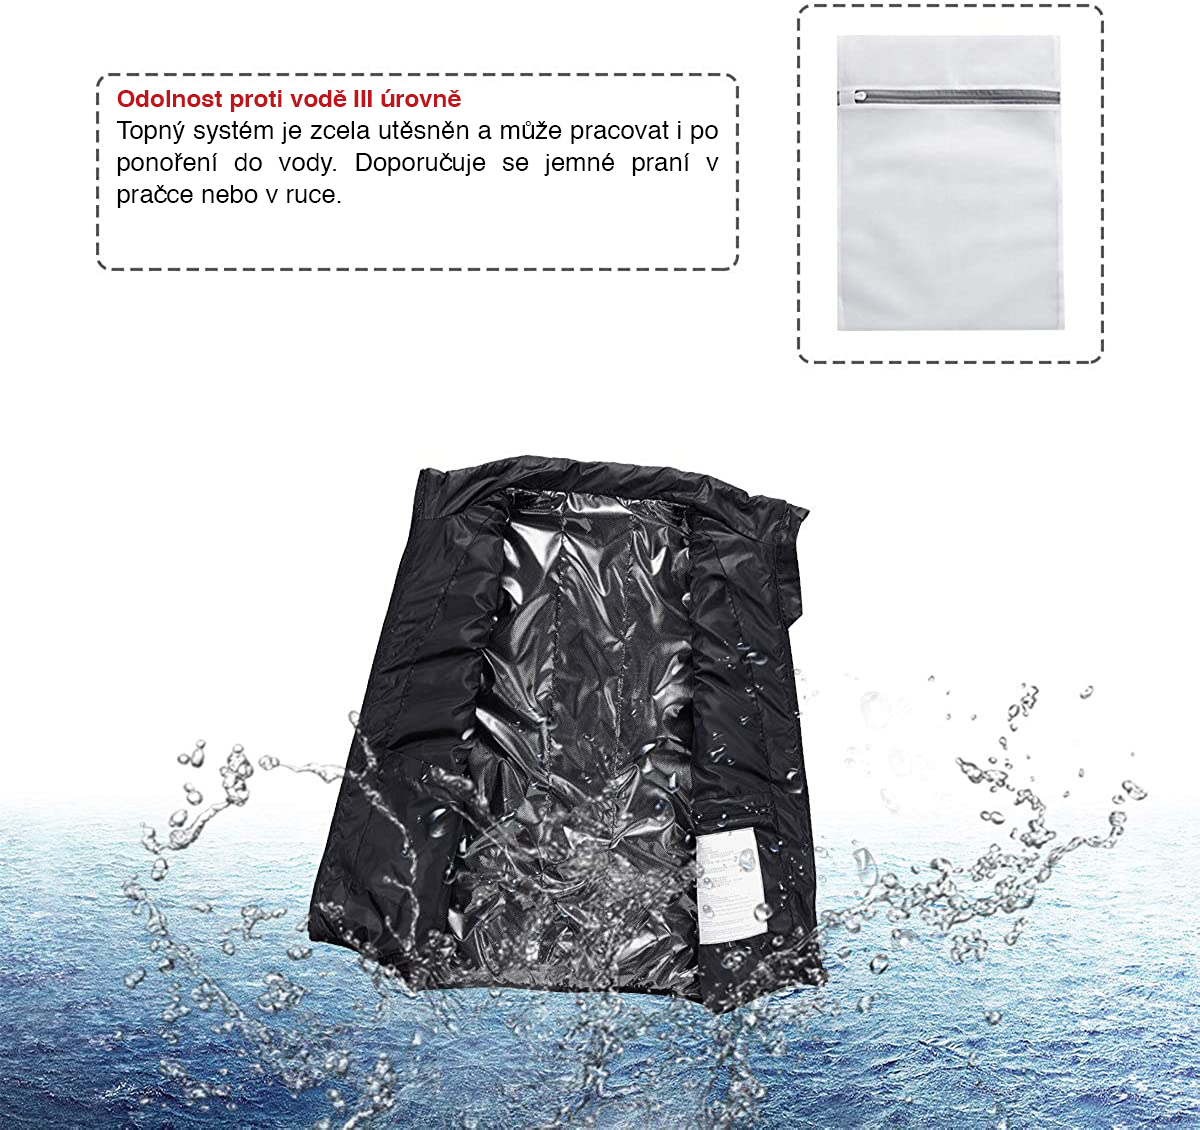 Odolnost proti vodě III úrovně
Topný systém je zcela utěsněn a může pracovat i po
ponoření do vody. Doporučuje se jemné praní v
pračce nebo v ruce.